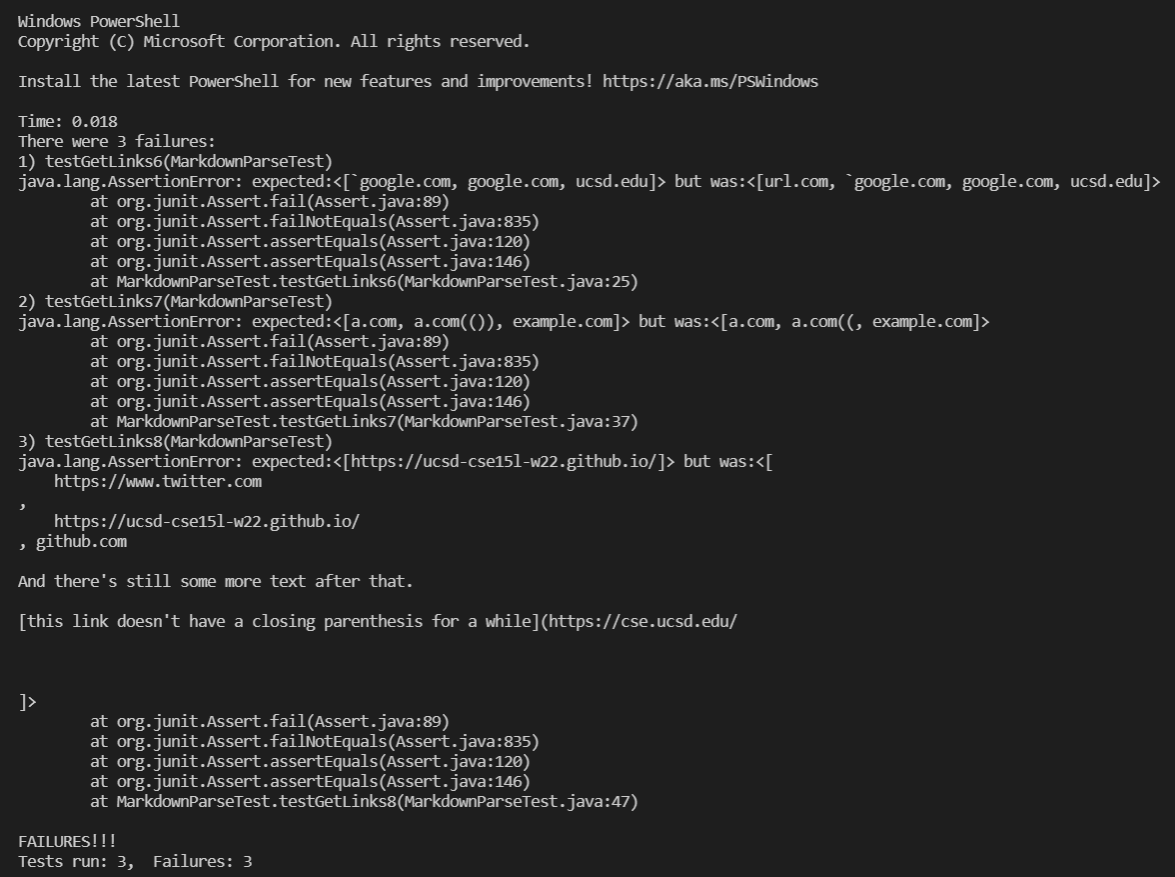 Windows PowerShell
Copyright (C) Microsoft Corporation. All rights reserved.
Install the latest PowerShell for new features and improvements! https://aka.ms/PSWindows
Time: 0.018
There were 3 failures:
1) testGetLinks6(MarkdownParseTest)
java.lang.AssertionError: expected:<[`google.com, google.com, ucsd.edu]> but was:<[url.com, `google.com, google.com, ucsd.edu]>
        at org.junit.Assert.fail(Assert.java:89)
        at org.junit.Assert.failNotEquals(Assert.java:835)
        at org.junit.Assert.assertEquals(Assert.java:120)
        at org.junit.Assert.assertEquals(Assert.java:146)
        at MarkdownParseTest.testGetLinks6(MarkdownParseTest.java:25)
2) testGetLinks7(MarkdownParseTest)
java.lang.AssertionError: expected:<[a.com, a.com(()), example.com]> but was:<[a.com, a.com((, example.com]>
        at org.junit.Assert.fail(Assert.java:89)
        at org.junit.Assert.failNotEquals(Assert.java:835)
        at org.junit.Assert.assertEquals(Assert.java:120)
        at org.junit.Assert.assertEquals(Assert.java:146)
        at MarkdownParseTest.testGetLinks7(MarkdownParseTest.java:37)
3) testGetLinks8(MarkdownParseTest)
java.lang.AssertionError: expected:<[https://ucsd-cse15l-w22.github.io/]> but was:<[
    https://www.twitter.com
,
    https://ucsd-cse15l-w22.github.io/
, github.com
And there's still some more text after that.
[this link doesn't have a closing parenthesis for a while](https://cse.ucsd.edu/
]>
        at org.junit.Assert.fail(Assert.java:89)
        at org.junit.Assert.failNotEquals(Assert.java:835)
        at org.junit.Assert.assertEquals(Assert.java:120)
        at org.junit.Assert.assertEquals(Assert.java:146)
        at MarkdownParseTest.testGetLinks8(MarkdownParseTest.java:47)
FAILURES!!!
Tests run: 3,  Failures: 3